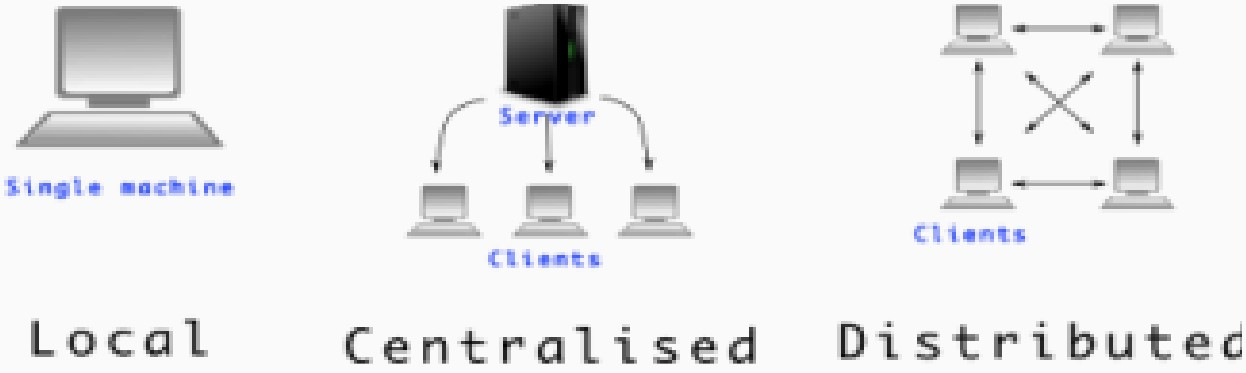 Single machine
Server
Clients
Clients
Local
Centralised
Distributed